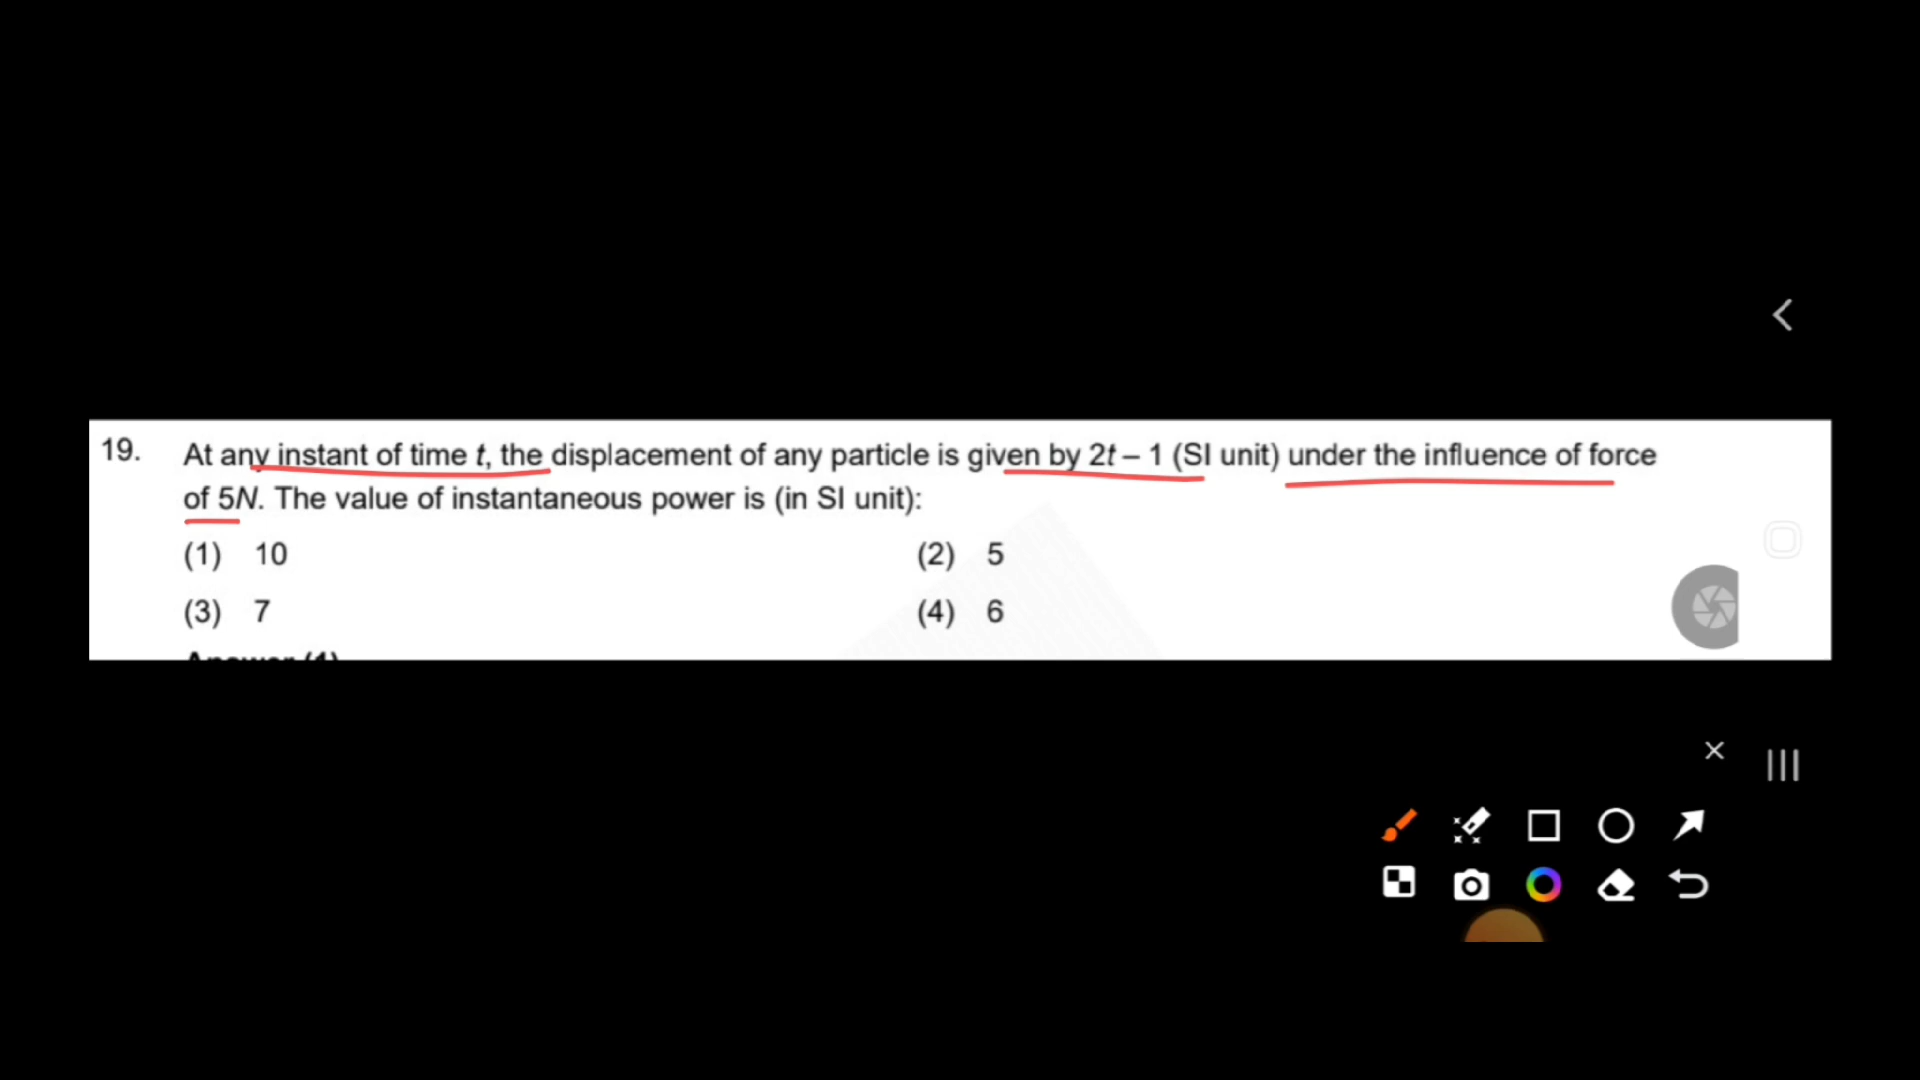 19. At any instant of time t, the displacement of any particle is given by 2t – 1 (SI unit) under the influence of force
of 5N. The value of instantaneous power is (in SI unit):
(1) 10 (2) 5
(3) 7 (4) 6
Answer (1)